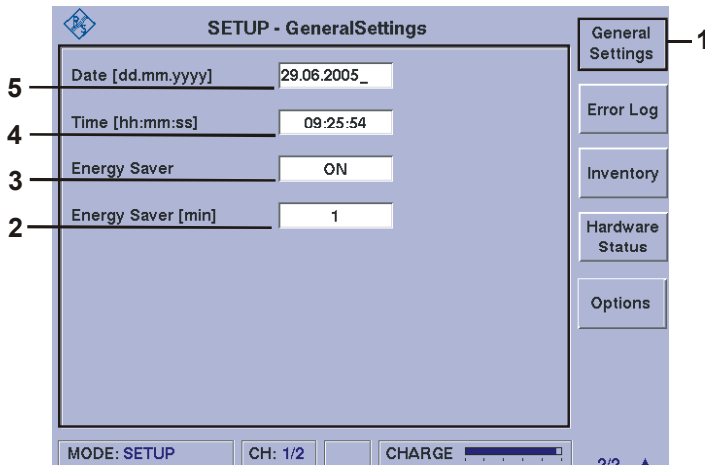 R S
SETUP - GeneralSettings
General
Settings
1
Date [dd.mm.yyyy]
29.06.2005_
5
Error Log
Time [hh:mm:ss]
09:25:54
4
Energy Saver
ON
3
Inventory
Energy Saver [min]
1
2
Hardware
Status
Options
MODE: SETUP
CH: 1/2
CHARGE
2/2